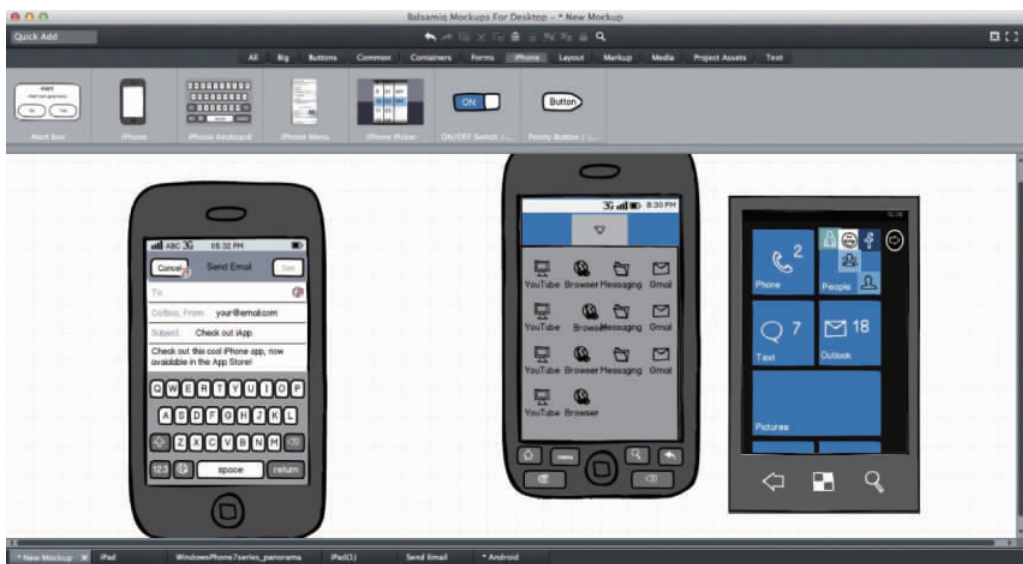 Balsamiq Mockups For Desktop - * New Mockup
Quick Add
All Big Buttons Common Containers Forms iPhone Layout Markup Media Project Assets Text
ON
Button
Alert Box iPhone iPhone Keyboard iPhone Menu iPhone Picker ON/OFF Switch / ... Pointy Button / ...
ABC 3G 05:32 PM
Cancel Send Email
To:
Cc/Bcc, From: your@email.com
Subject: Check out iApp
Check out this cool iPhone app, now
avaialable in the App Store!
Q W E R T Y U I O P
A S D F G H J K L
Z X C V B N M
123 space return
3G 8:30 PM
YouTube Browser Messaging Gmail
YouTube Browser Messaging Gmail
YouTube Browser Messaging Gmail
YouTube Browser
menu
2
Phone
People
7
Text
18
Outlook
Pictures
* New Mockup iPad WindowsPhone7series_panorama iPad(1) Send Email * Android